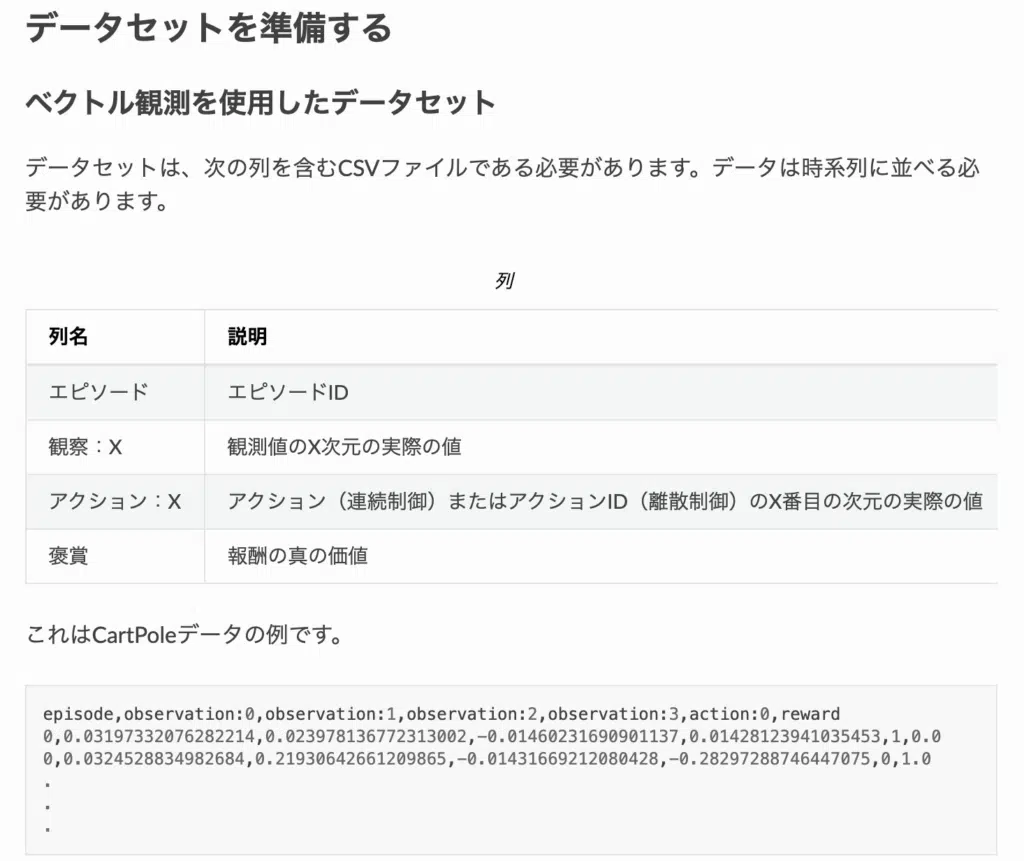 データセットを準備する
ベクトル観測を使用したデータセット
データセットは、次の列を含むCSVファイルである必要があります。データは時系列に並べる必
要があります。
列
列名 説明
エピソード エピソードID
観察：X 観測値のX次元の実際の値
アクション：X アクション（連続制御）またはアクションID（離散制御）のX番目の次元の実際の値
褒賞 報酬の真の価値
これはCartPoleデータの例です。
episode,observation:0,observation:1,observation:2,observation:3,action:0,reward
0,0.03197332076282214,0.023978136772313002,-0.01460231690901137,0.01428123941035453,1,0.0
0,0.0324528834982684,0.21930642661209865,-0.01431669212080428,-0.28297288746447075,0,1.0
.
.
.